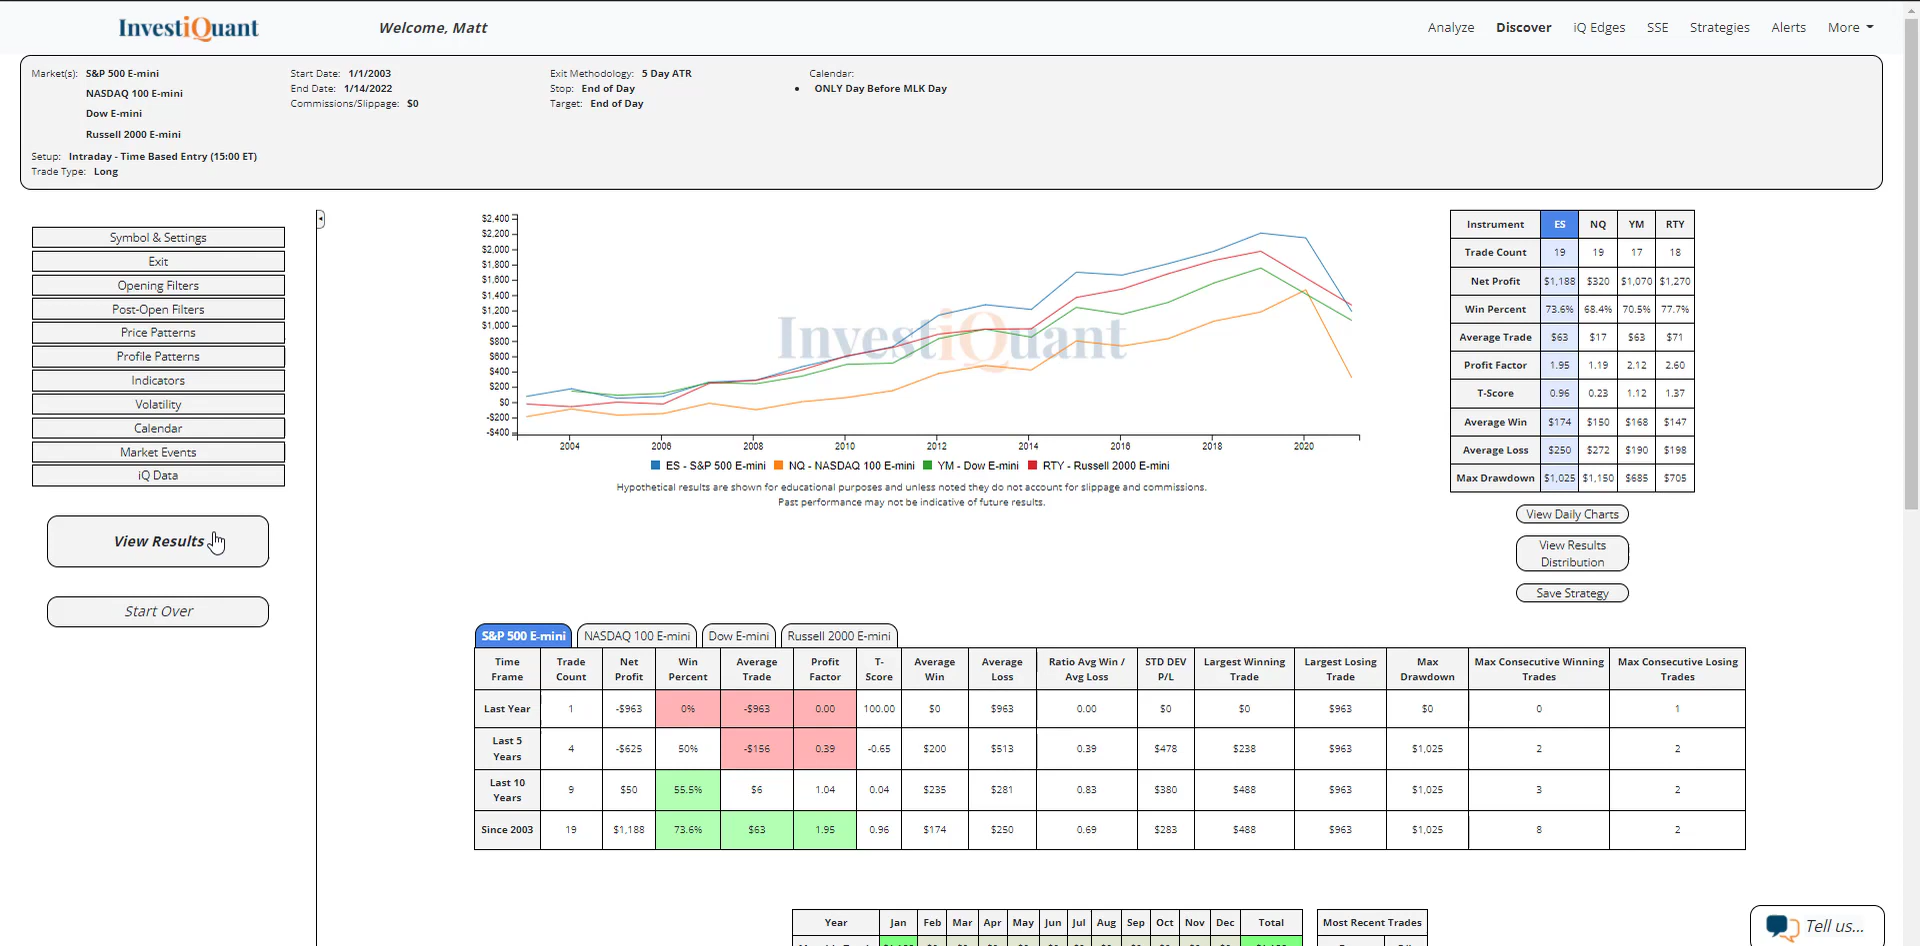 InvestiQuant
Welcome, Matt
Analyze Discover iQ Edges SSE Strategies Alerts More
Market(s): S&P 500 E-mini
NASDAQ 100 E-mini
Dow E-mini
Russell 2000 E-mini
Setup: Intraday - Time Based Entry (15:00 ET)
Trade Type: Long
Start Date: 1/1/2003
End Date: 1/14/2022
Commissions/Slippage: $0
Exit Methodology: 5 Day ATR
Stop: End of Day
Target: End of Day
Calendar:
• ONLY Day Before MLK Day
Symbol & Settings
Exit
Opening Filters
Post-Open Filters
Price Patterns
Profile Patterns
Indicators
Volatility
Calendar
Market Events
iQ Data
View Results
Start Over
$2,400
$2,200
$2,000
$1,800
$1,600
$1,400
$1,200
$1,000
$800
$600
$400
$200
$0
-$200
-$400
2004 2006 2008 2010 2012 2014 2016 2018 2020
InvestiQuant
ES - S&P 500 E-mini NQ - NASDAQ 100 E-mini YM - Dow E-mini RTY - Russell 2000 E-mini
Hypothetical results are shown for educational purposes and unless noted they do not account for slippage and commissions.
Past performance may not be indicative of future results.
Instrument ES NQ YM RTY
Trade Count 19 19 17 18
Net Profit $1,188 $320 $1,070 $1,270
Win Percent 73.6% 68.4% 70.5% 77.7%
Average Trade $63 $17 $63 $71
Profit Factor 1.95 1.19 2.12 2.60
T-Score 0.96 0.23 1.12 1.37
Average Win $174 $150 $168 $147
Average Loss $250 $272 $190 $198
Max Drawdown $1,025 $1,150 $685 $705
View Daily Charts
View Results
Distribution
Save Strategy
S&P 500 E-mini NASDAQ 100 E-mini Dow E-mini Russell 2000 E-mini
Time Trade Net Win Average Profit T- Average Average Ratio Avg Win / STD DEV Largest Winning Largest Losing Max Max Consecutive Winning Max Consecutive Losing
Frame Count Profit Percent Trade Factor Score Win Loss Avg Loss P/L Trade Trade Drawdown Trades Trades
Last Year 1 -$963 0% -$963 0.00 100.00 $0 $963 0.00 $0 $0 $963 $0 0 1
Last 5
Years 4 -$625 50% -$156 0.39 -0.65 $200 $513 0.39 $478 $238 $963 $1,025 2 2
Last 10
Years 9 $50 55.5% $6 1.04 0.04 $235 $281 0.83 $380 $488 $963 $1,025 3 2
Since 2003 19 $1,188 73.6% $63 1.95 0.96 $174 $250 0.69 $283 $488 $963 $1,025 8 2
Year Jan Feb Mar Apr May Jun Jul Aug Sep Oct Nov Dec Total
Most Recent Trades
Tell us...